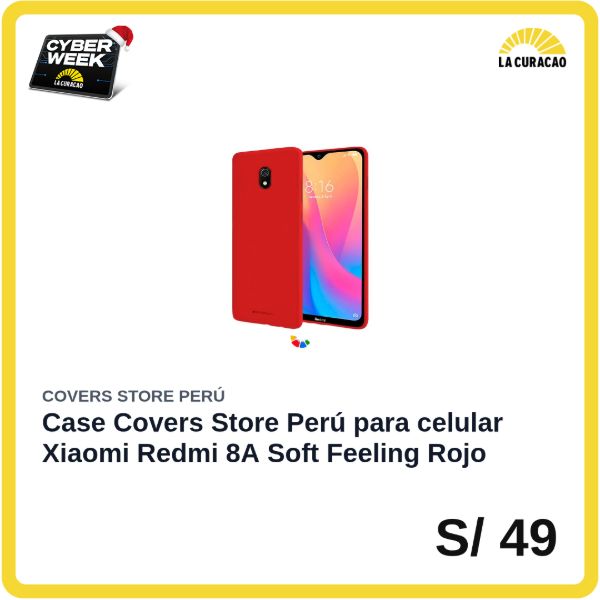 CYBER
WEEK
LA CURACAO
LA CURACAO
COVERS STORE PERÚ
Case Covers Store Perú para celular
Xiaomi Redmi 8A Soft Feeling Rojo
S/ 49